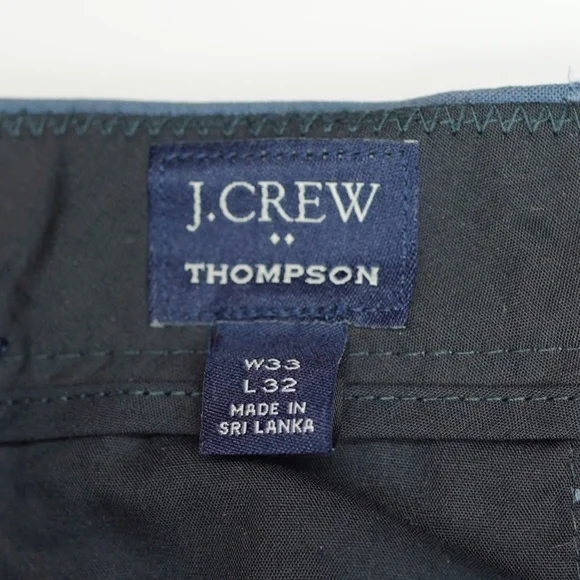 J.CREW
THOMPSON
W33
L32
MADE IN
SRI LANKA